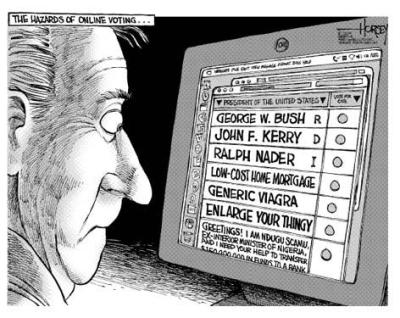 THE HAZARDS OF ONLINE VOTING...
HORSEY
PRESIDENT OF THE UNITED STATES
VOTE FOR ONE
GEORGE W. BUSH R
JOHN F. KERRY D
RALPH NADER I
LOW-COST HOME MORTGAGE
GENERIC VIAGRA
ENLARGE YOUR THINGY
GREETINGS! I AM NDUGU SCAMU,
EX-INTERIOR MINISTER OF NIGERIA,
AND I NEED YOUR HELP TO TRANSFER
IN FUNDS TO A BANK